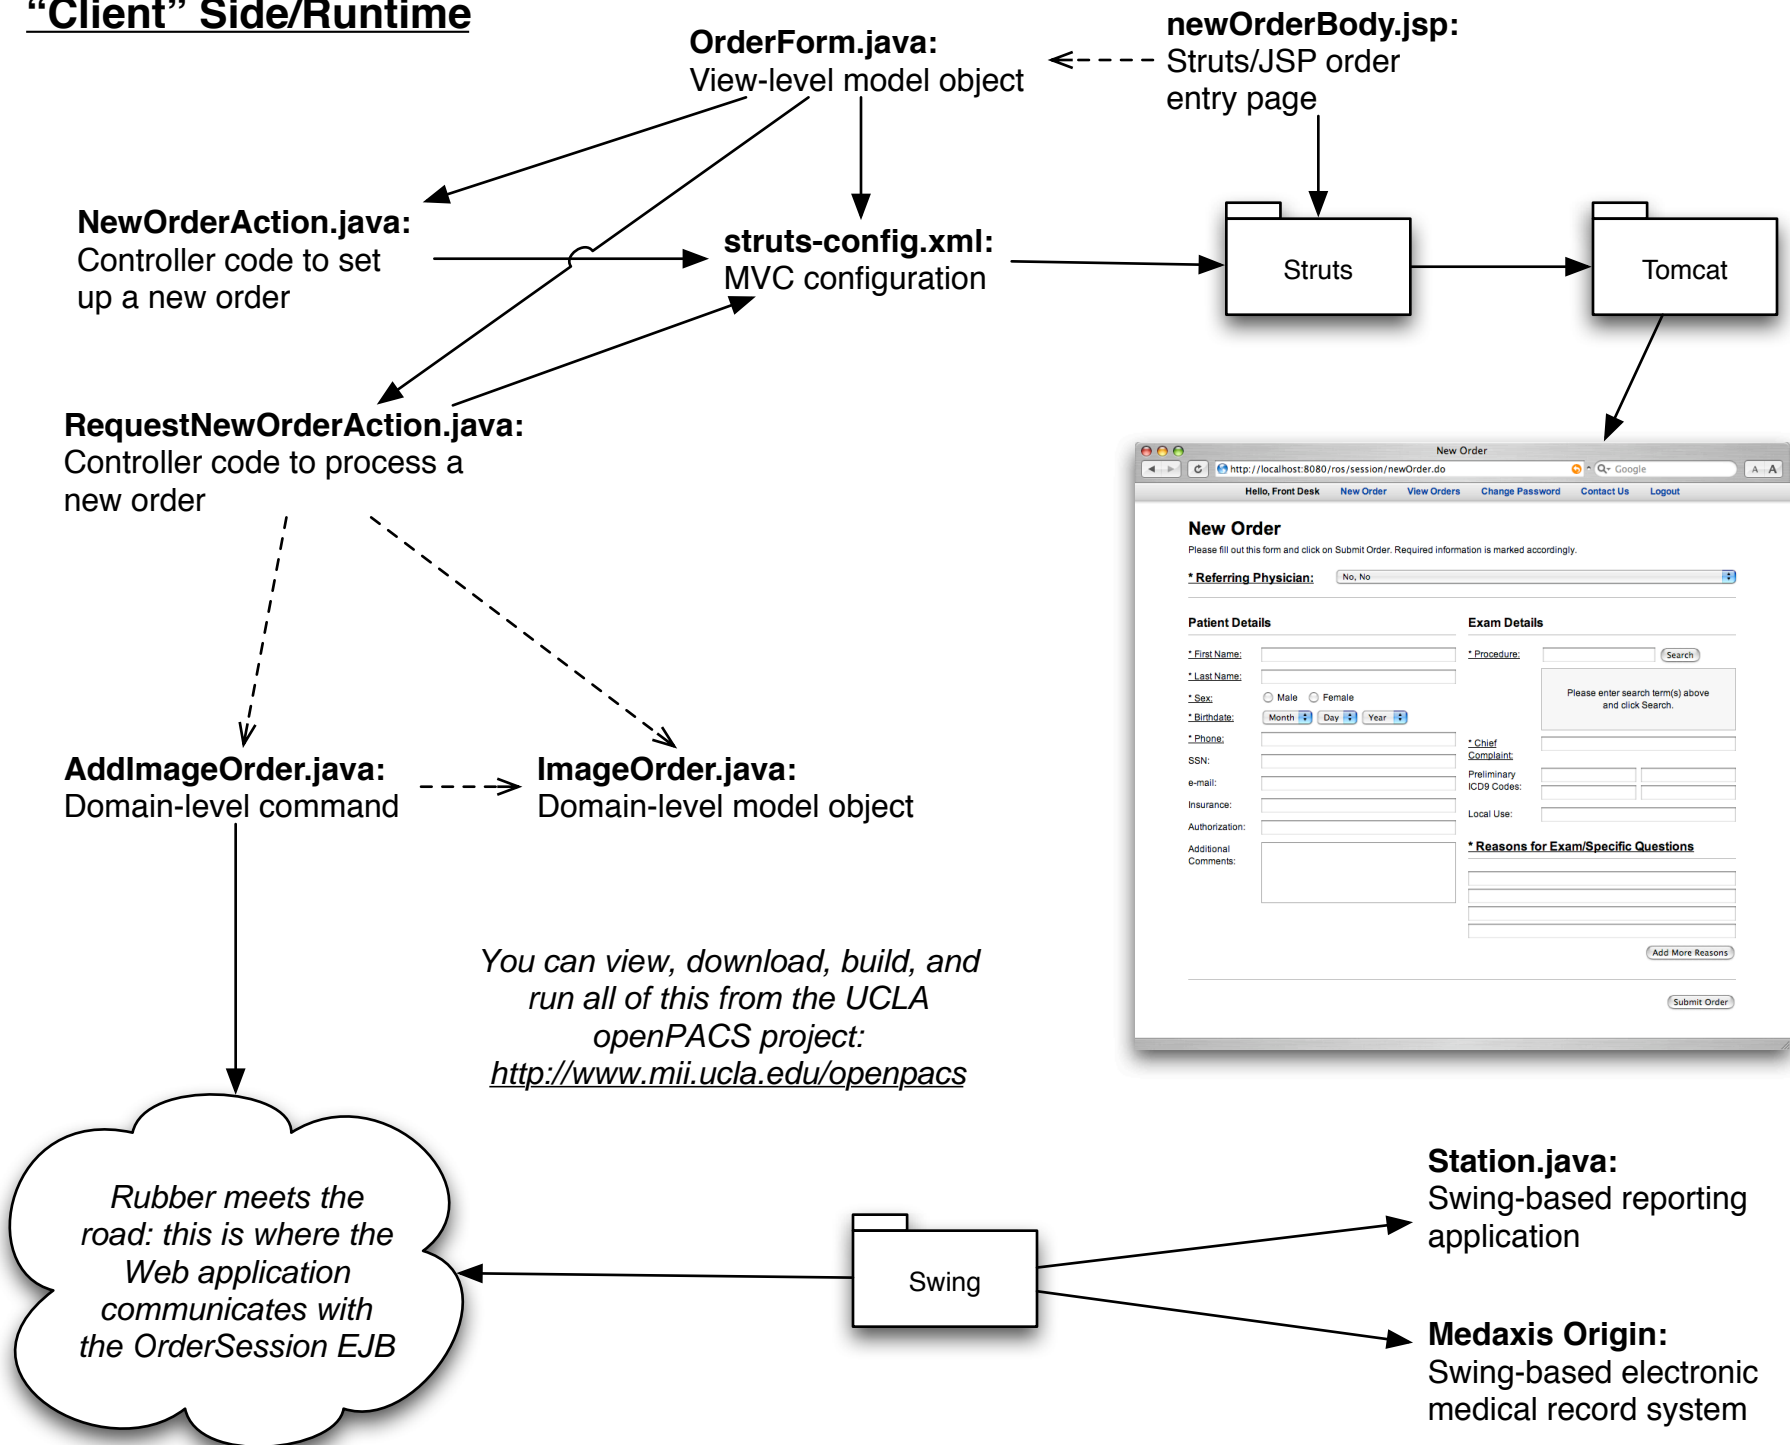 “Client” Side/Runtime
OrderForm.java:
View-level model object
newOrderBody.jsp:
Struts/JSP order
entry page
NewOrderAction.java:
Controller code to set
up a new order
struts-config.xml:
MVC configuration
Struts
Tomcat
RequestNewOrderAction.java:
Controller code to process a
new order
New Order
http://localhost:8080/ros/session/newOrder.do
Google
A A
Hello, Front Desk New Order View Orders Change Password Contact Us Logout
New Order
Please fill out this form and click on Submit Order. Required information is marked accordingly.
* Referring Physician: No, No
Patient Details
* First Name:
* Last Name:
* Sex: Male Female
* Birthdate: Month Day Year
* Phone:
SSN:
e-mail:
Insurance:
Authorization:
Additional
Comments:
Exam Details
* Procedure: Search
Please enter search term(s) above
and click Search.
* Chief
Complaint:
Preliminary
ICD9 Codes:
Local Use:
* Reasons for Exam/Specific Questions
Add More Reasons
Submit Order
AddImageOrder.java:
Domain-level command
ImageOrder.java:
Domain-level model object
You can view, download, build, and
run all of this from the UCLA
openPACS project:
http://www.mii.ucla.edu/openpacs
Rubber meets the
road: this is where the
Web application
communicates with
the OrderSession EJB
Swing
Station.java:
Swing-based reporting
application
Medaxis Origin:
Swing-based electronic
medical record system